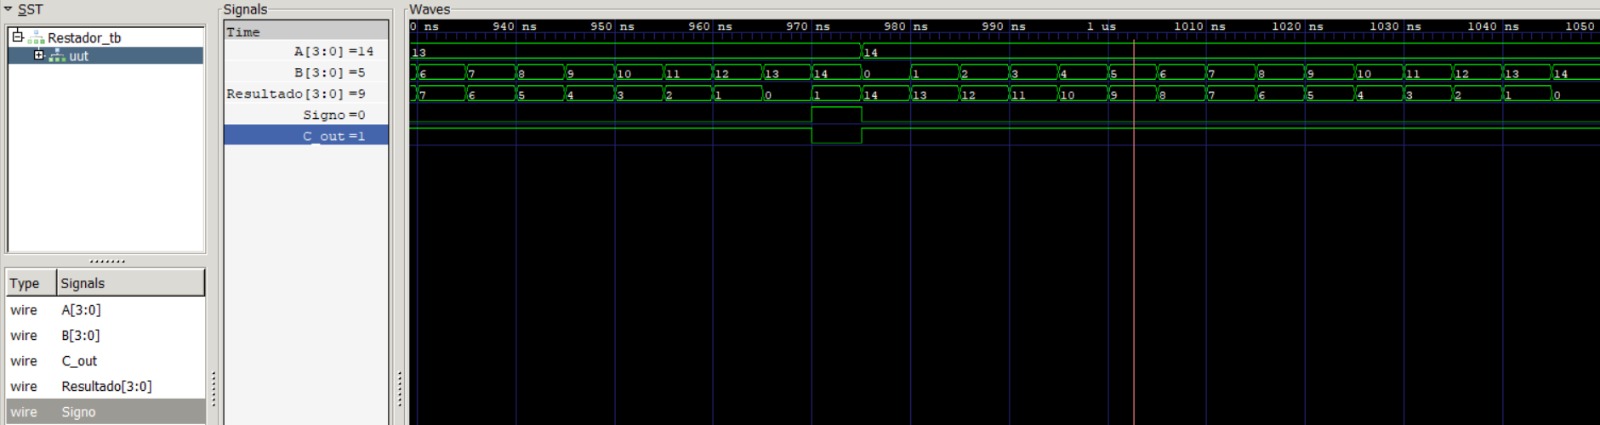 SST
Restador_tb
uut
Type Signals
wire A[3:0]
wire B[3:0]
wire C_out
wire Resultado[3:0]
wire Signo
Signals
Time
A[3:0] =14
B[3:0] =5
Resultado[3:0] =9
Signo =0
C_out =1
Waves
0 ns 940 ns 950 ns 960 ns 970 ns 980 ns 990 ns 1 us 1010 ns 1020 ns 1030 ns 1040 ns 1050
13 14
6 7 8 9 10 11 12 13 14 0 1 2 3 4 5 6 7 8 9 10 11 12 13 14
7 6 5 4 3 2 1 0 1 14 13 12 11 10 9 8 7 6 5 4 3 2 1 0